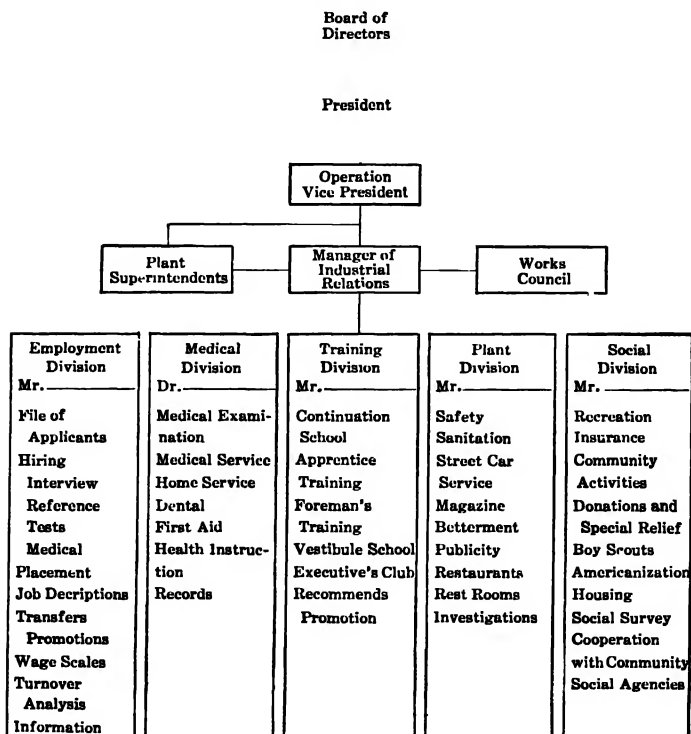 Board of
Directors
President
Operation
Vice President
Plant
Superintendents
Manager of
Industrial
Relations
Works
Council
Employment
Division
Mr.
File of
Applicants
Hiring
Interview
Reference
Tests
Medical
Placement
Job Decriptions
Transfers
Promotions
Wage Scales
Turnover
Analysis
Information
Medical
Division
Dr.
Medical Exami-
nation
Medical Service
Home Service
Dental
First Aid
Health Instruc-
tion
Records
Training
Division
Mr.
Continuation
School
Apprentice
Training
Foreman's
Training
Vestibule School
Executive's Club
Recommends
Promotion
Plant
Division
Mr.
Safety
Sanitation
Street Car
Service
Magazine
Betterment
Publicity
Restaurants
Rest Rooms
Investigations
Social
Division
Mr.
Recreation
Insurance
Community
Activities
Donations and
Special Relief
Boy Scouts
Americanization
Housing
Social Survey
Cooperation
with Community
Social Agencies